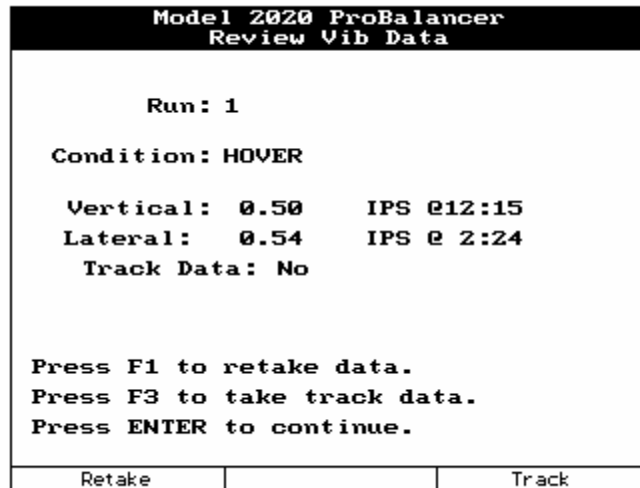 Model 2020 ProBalancer
Review Vib Data
Run: 1
Condition: HOVER
Vertical: 0.50 IPS @12:15
Lateral: 0.54 IPS @ 2:24
Track Data: No
Press F1 to retake data.
Press F3 to take track data.
Press ENTER to continue.
Retake Track